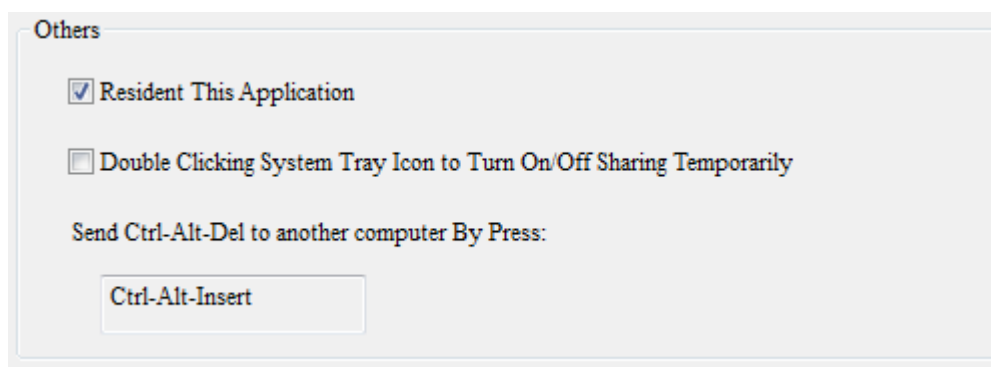 Others
Resident This Application
Double Clicking System Tray Icon to Turn On/Off Sharing Temporarily
Send Ctrl-Alt-Del to another computer By Press:
Ctrl-Alt-Insert